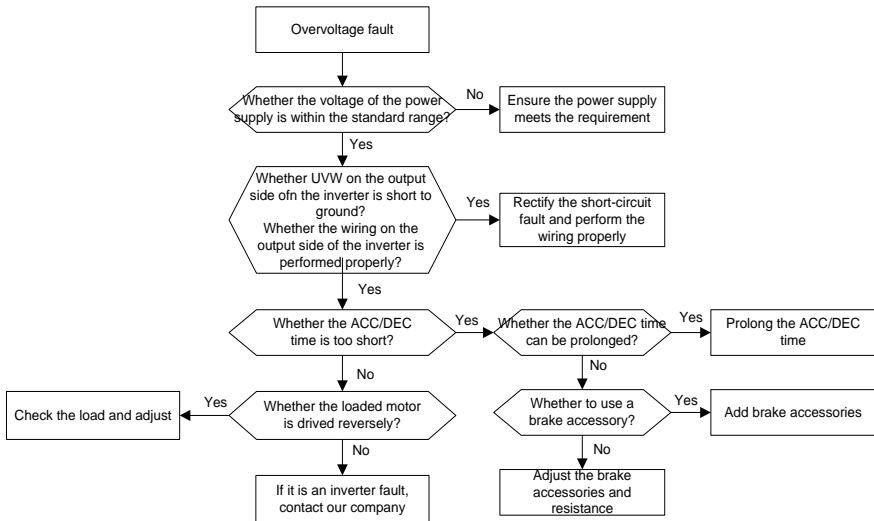 Overvoltage fault
Whether the voltage of the power
supply is within the standard range?
No
Ensure the power supply
meets the requirement
Yes
Whether UVW on the output
side ofn the inverter is short to
ground?
Whether the wiring on the
output side of the inverter is
performed properly?
Yes
Rectify the short-circuit
fault and perform the
wiring properly
Yes
Whether the ACC/DEC
time is too short?
Yes
Whether the ACC/DEC time
can be prolonged?
Yes
Prolong the ACC/DEC
time
No
No
Check the load and adjust
Yes
Whether the loaded motor
is drived reversely?
Whether to use a
brake accessory?
Yes
Add brake accessories
No
No
If it is an inverter fault,
contact our company
Adjust the brake
accessories and
resistance